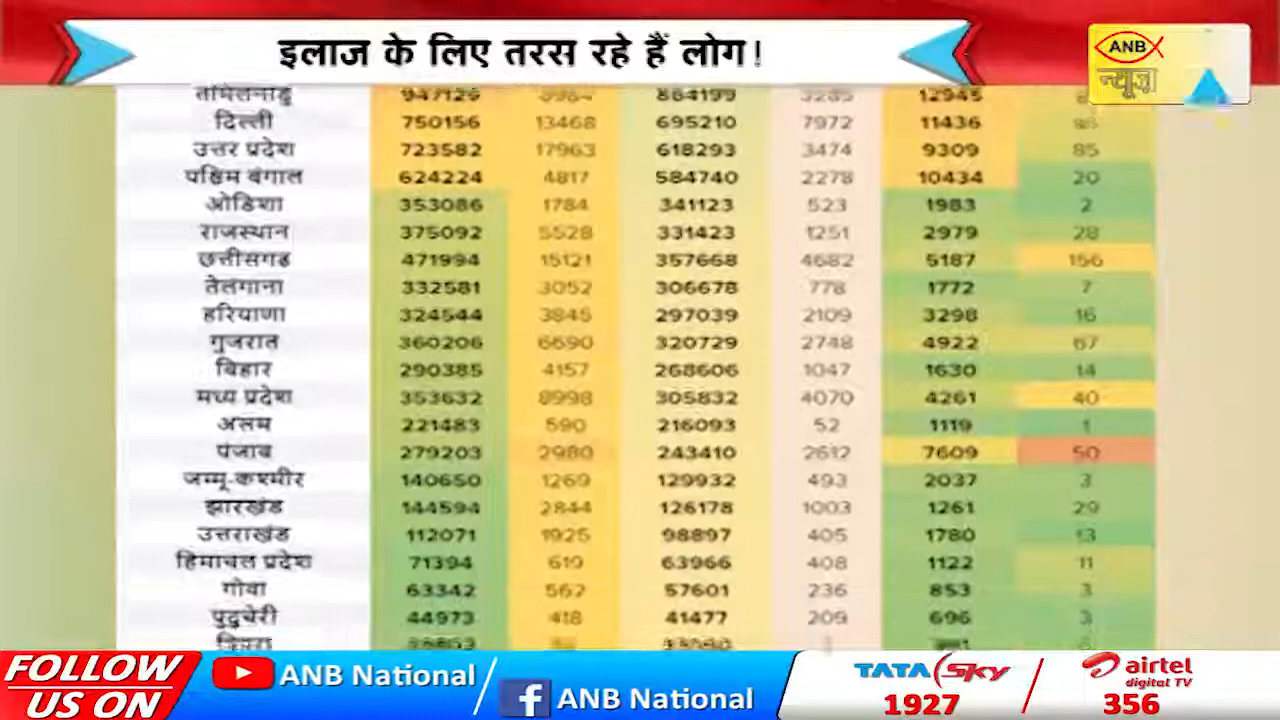 इलाज के लिए तरस रहे हैं लोग!
ANB
न्यूज़
तमिलनाडु 947129 884199 3285 12945
दिल्ली 750156 13468 695210 7972 11436
उत्तर प्रदेश 723582 17963 618293 3474 9309 85
पश्चिम बंगाल 624224 4817 584740 2278 10434 20
ओडिशा 353086 1784 341123 523 1983 2
राजस्थान 375092 5528 331423 1251 2979 28
छत्तीसगढ़ 471994 15121 357668 4682 5187 156
तेलंगाना 332581 3052 306678 778 1772 7
हरियाणा 324544 3845 297039 2109 3298 16
गुजरात 360206 6690 320729 2748 4922 67
बिहार 290385 4157 268606 1047 1630 14
मध्य प्रदेश 353632 8998 305832 4070 4261 40
असम 221483 590 216093 52 1119 1
पंजाब 279203 2980 243410 2612 7609 50
जम्मू-कश्मीर 140650 1269 129932 493 2037 3
झारखंड 144594 2844 126178 1003 1261 29
उत्तराखंड 112071 1925 98897 405 1780 13
हिमाचल प्रदेश 71394 619 63966 408 1122 11
गोवा 63342 562 57601 236 853 3
पुदुचेरी 44973 418 41477 209 696 3
FOLLOW US ON
ANB National
ANB National
TATA Sky
1927
airtel
digital TV
356